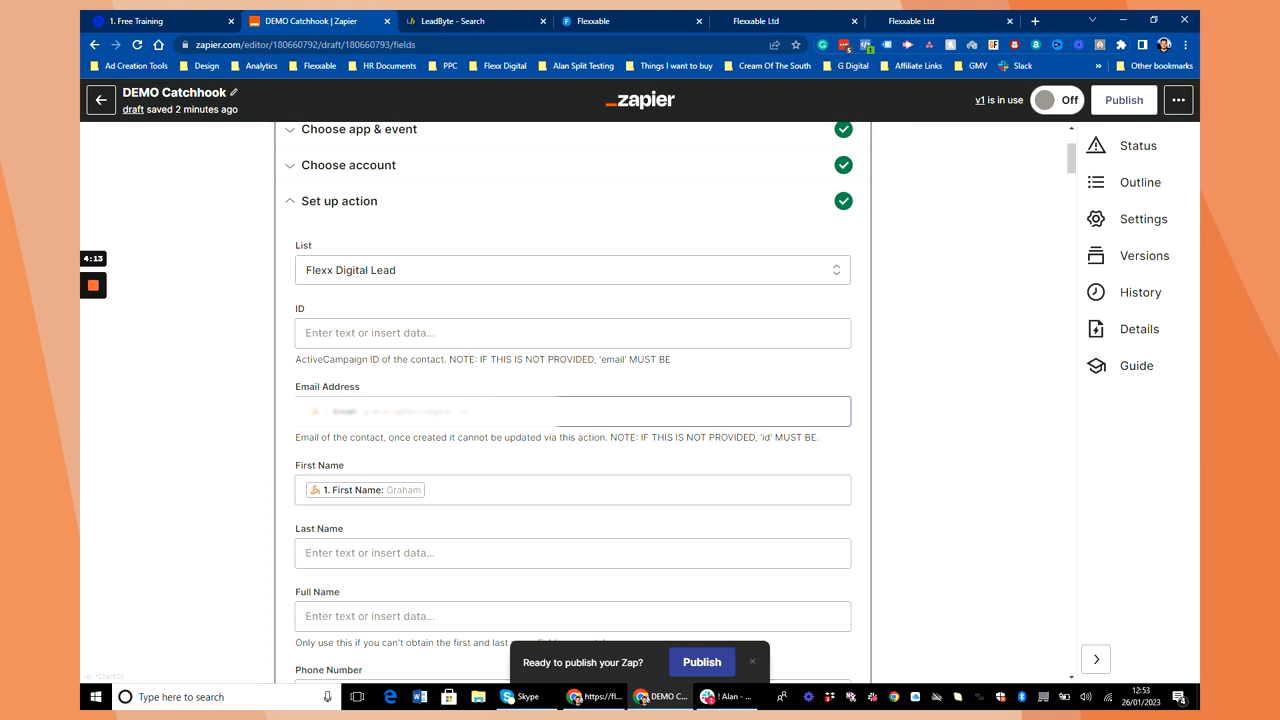 1. Free Training
DEMO Catchhook | Zapier
LeadByte - Search
Flexxable
Flexxable Ltd
Flexxable Ltd
zapier.com/editor/180660792/draft/180660793/fields
Ad Creation Tools
Design
Analytics
Flexxable
HR Documents
PPC
Flexx Digital
Alan Split Testing
Things I want to buy
Cream Of The South
G Digital
Affiliate Links
GMV
Slack
Other bookmarks
DEMO Catchhook
draft saved 2 minutes ago
zapier
v1 is in use
Off
Publish
Choose app & event
Choose account
Set up action
List
Flexx Digital Lead
ID
Enter text or insert data...
ActiveCampaign ID of the contact. NOTE: IF THIS IS NOT PROVIDED, 'email' MUST BE
Email Address
Email of the contact, once created it cannot be updated via this action. NOTE: IF THIS IS NOT PROVIDED, 'id' MUST BE.
First Name
1. First Name: Graham
Last Name
Enter text or insert data...
Full Name
Enter text or insert data...
Only use this if you can't obtain the first and last
Phone Number
Status
Outline
Settings
Versions
History
Details
Guide
4:13
Ready to publish your Zap?
Publish
Type here to search
Skype
https://fl...
DEMO C...
! Alan - ...
12:53
26/01/2023
4